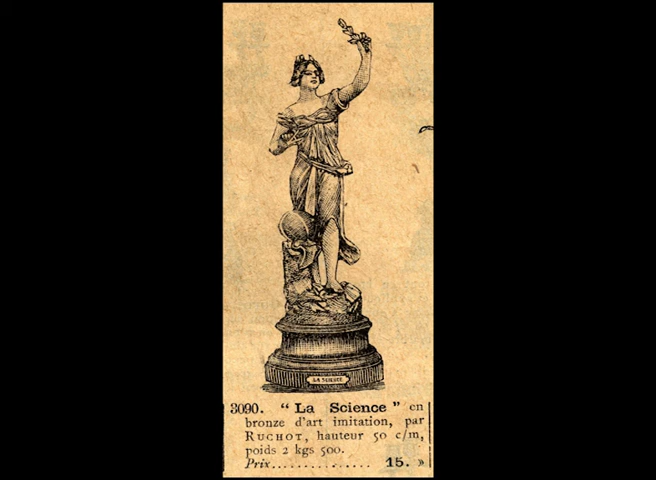 LA SCIENCE
3090. “ La Science ” en
bronze d'art imitation, par
RUCHOT, hauteur 50 c/m,
poids 2 kgs 500.
Prix............... 15. »